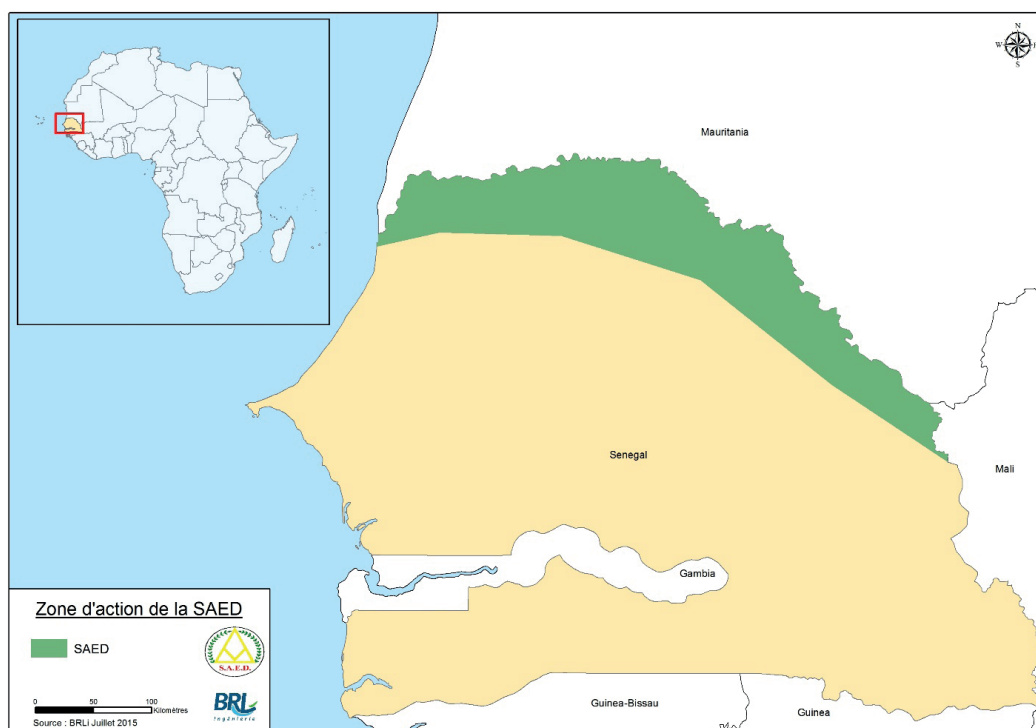 N
W
E
S
Mauritania
Senegal
Mali
Gambia
Guinea-Bissau
Guinea
Zone d'action de la SAED
SAED
S.A.E.D.
0 50 100
Kilomètres
BRL
Ingénierie
Source : BRLi Juillet 2015